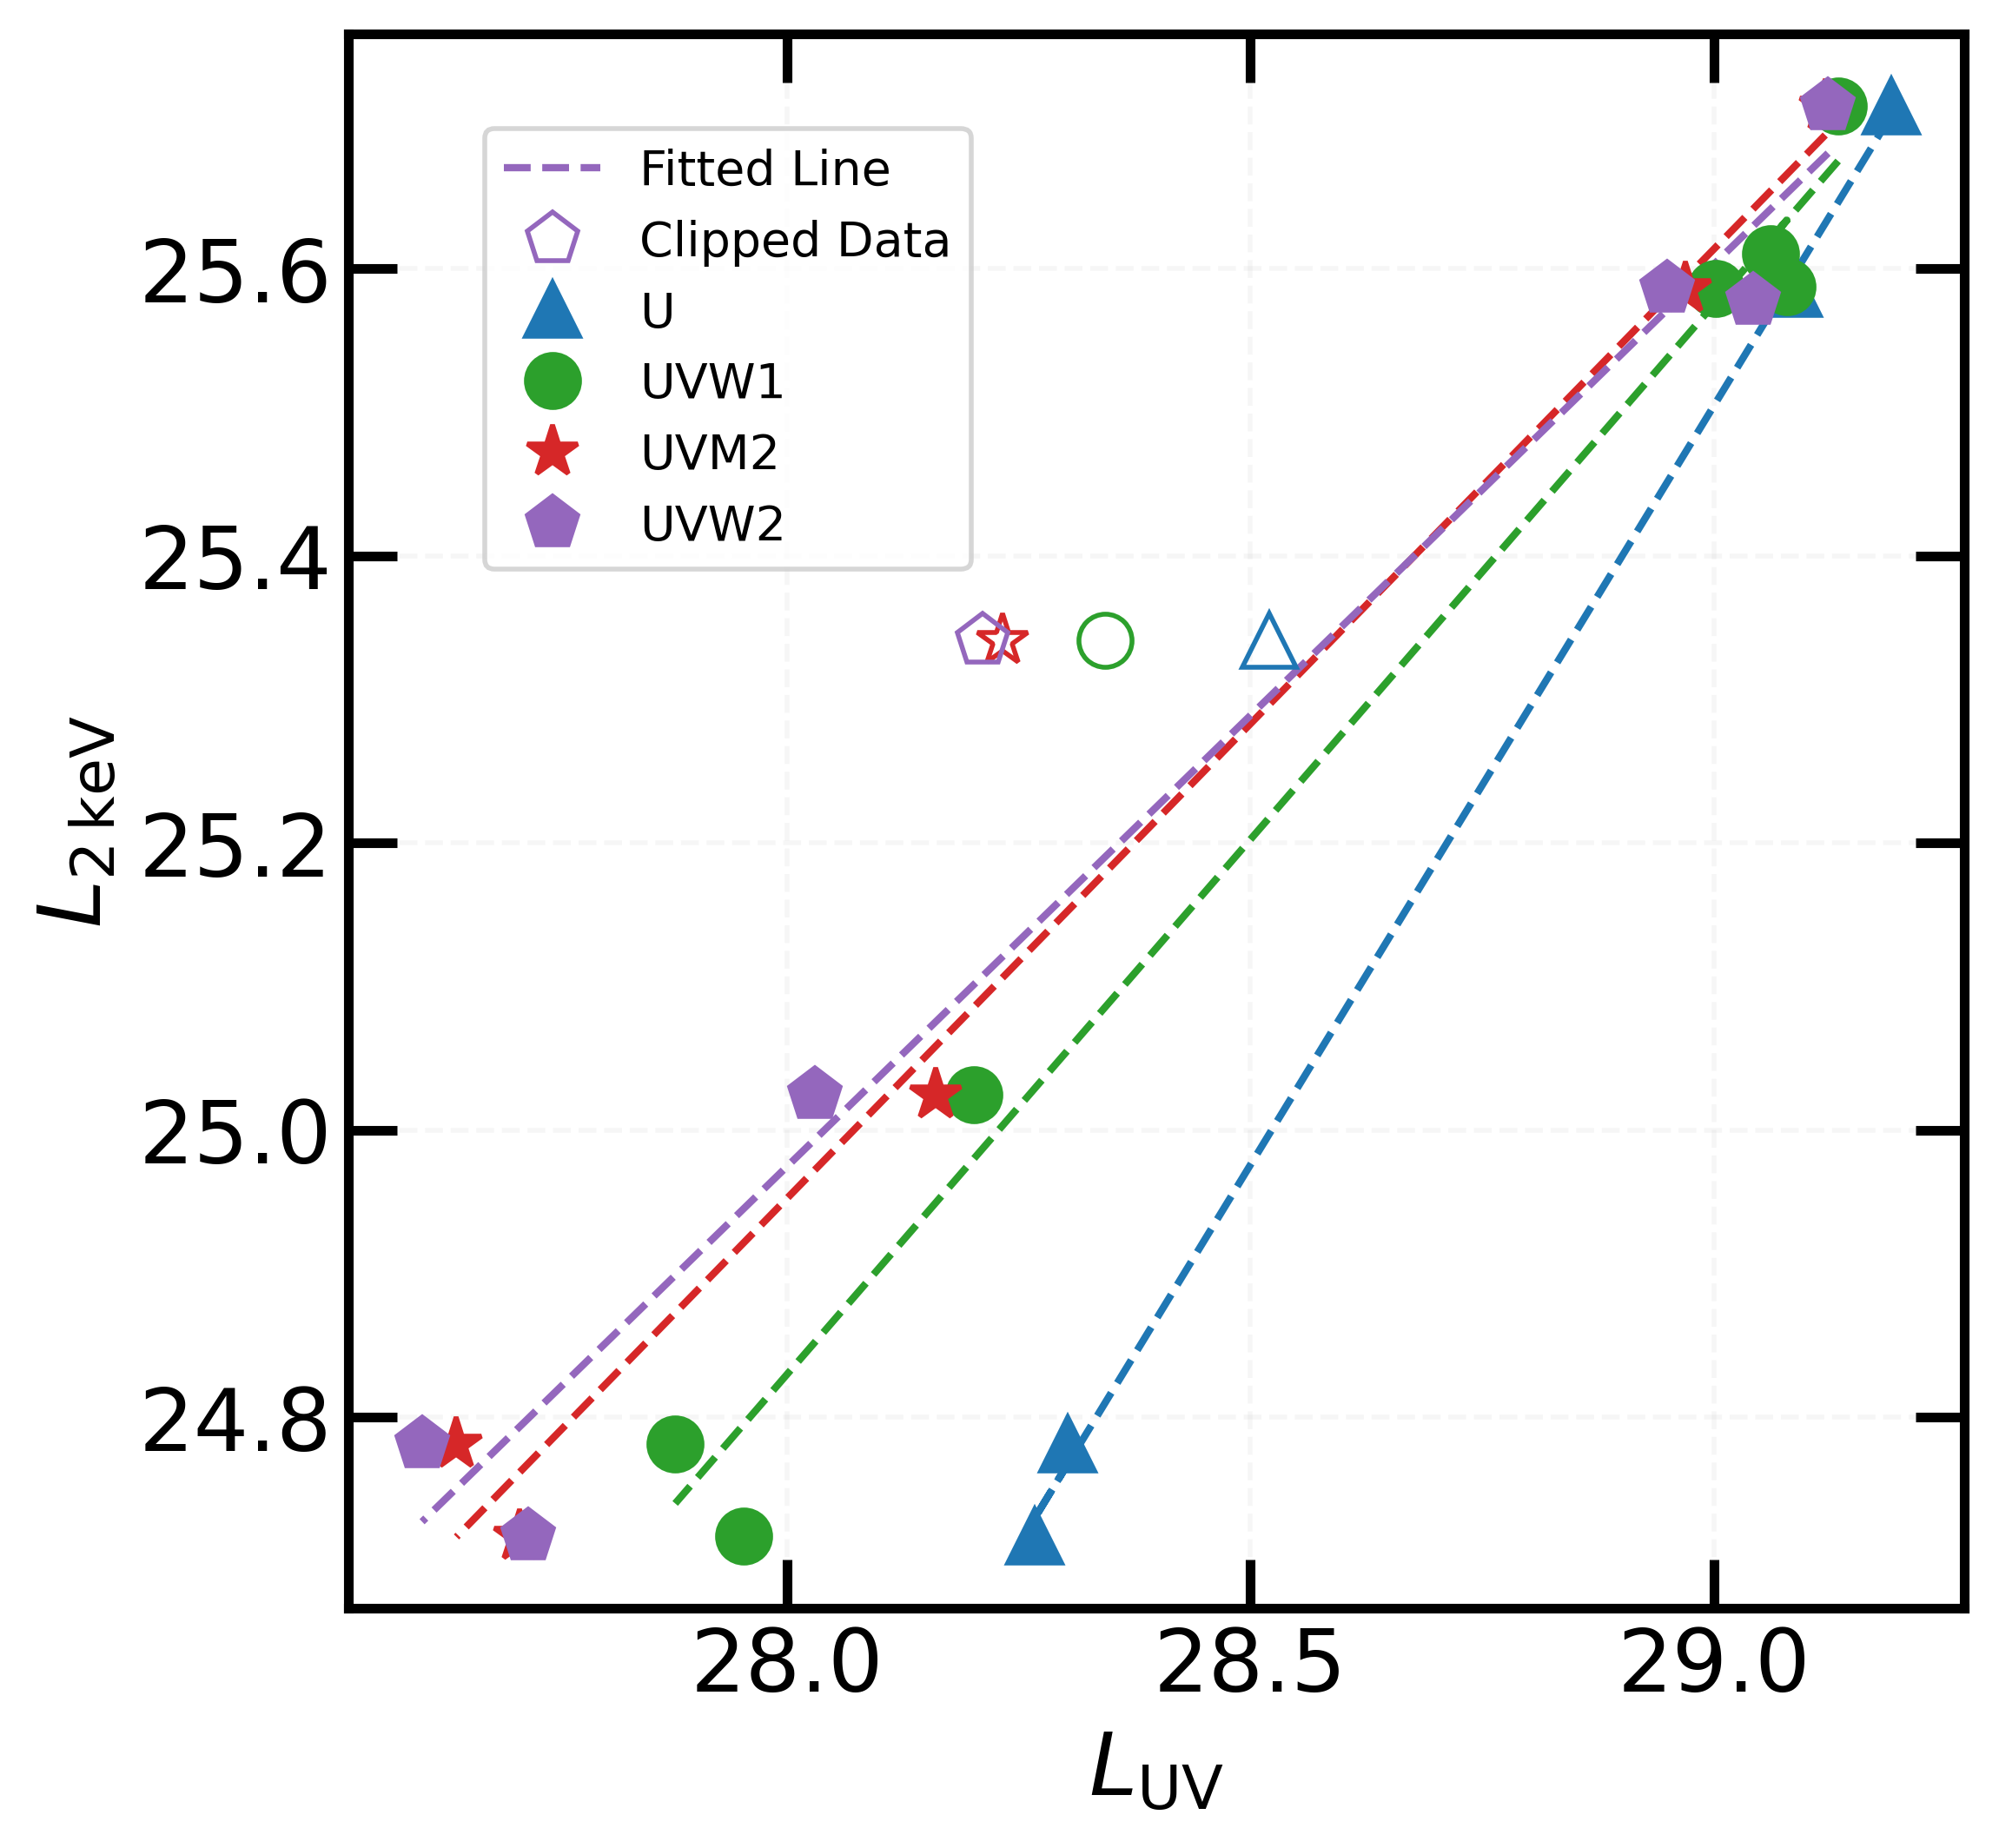 Fitted Line
Clipped Data
U
UVW1
UVM2
UVW2
25.6
25.4
25.2
25.0
24.8
L2 keV
28.0 28.5 29.0
LUV